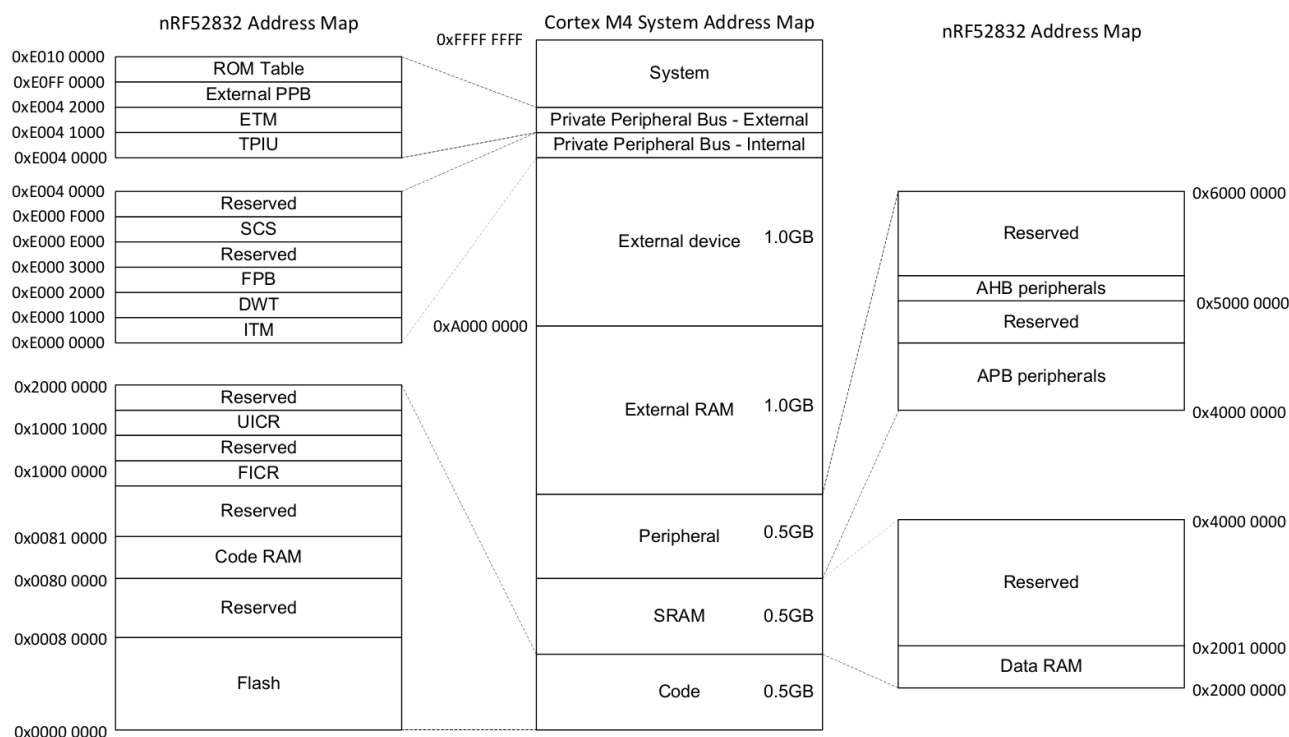 nRF52832 Address Map
0xE010 0000
ROM Table
0xE0FF 0000
External PPB
0xE004 2000
ETM
0xE004 1000
TPIU
0xE004 0000
0xE004 0000
Reserved
0xE000 F000
SCS
0xE000 E000
Reserved
0xE000 3000
FPB
0xE000 2000
DWT
0xE000 1000
ITM
0xE000 0000
0x2000 0000
Reserved
UICR
0x1000 1000
Reserved
0x1000 0000
FICR
Reserved
0x0081 0000
Code RAM
0x0080 0000
Reserved
0x0008 0000
Flash
0x0000 0000
Cortex M4 System Address Map
0xFFFF FFFF
System
Private Peripheral Bus - External
Private Peripheral Bus - Internal
External device 1.0GB
0xA000 0000
External RAM 1.0GB
Peripheral 0.5GB
SRAM 0.5GB
Code 0.5GB
nRF52832 Address Map
0x6000 0000
Reserved
AHB peripherals
0x5000 0000
Reserved
APB peripherals
0x4000 0000
0x4000 0000
Reserved
0x2001 0000
Data RAM
0x2000 0000